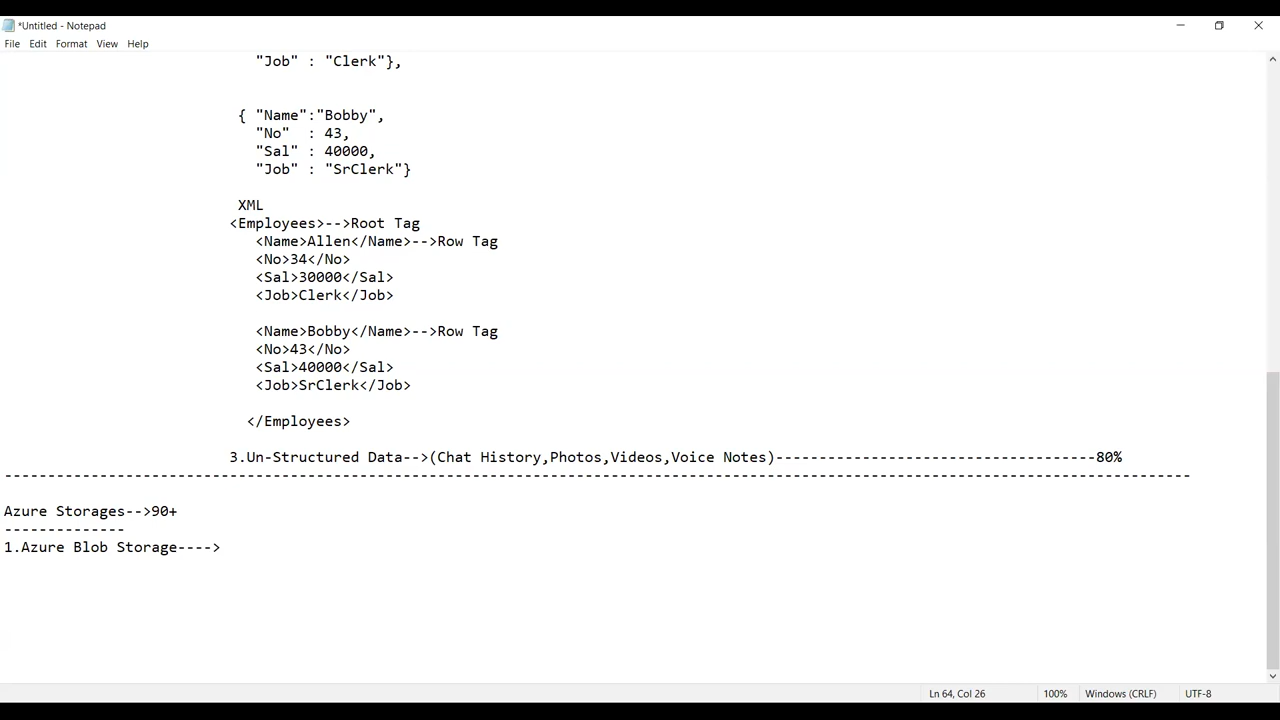 *Untitled - Notepad
File Edit Format View Help
"Job" : "Clerk"},
{ "Name":"Bobby",
"No" : 43,
"Sal" : 40000,
"Job" : "SrClerk"}
XML
<Employees>-->Root Tag
<Name>Allen</Name>-->Row Tag
<No>34</No>
<Sal>30000</Sal>
<Job>Clerk</Job>
<Name>Bobby</Name>-->Row Tag
<No>43</No>
<Sal>40000</Sal>
<Job>SrClerk</Job>
</Employees>
3.Un-Structured Data-->(Chat History,Photos,Videos,Voice Notes)-------------------------------------80%
-----------------------------------------------------------------------------------------------------------------------------------------
Azure Storages-->90+
--------------
1.Azure Blob Storage---->
Ln 64, Col 26 100% Windows (CRLF) UTF-8